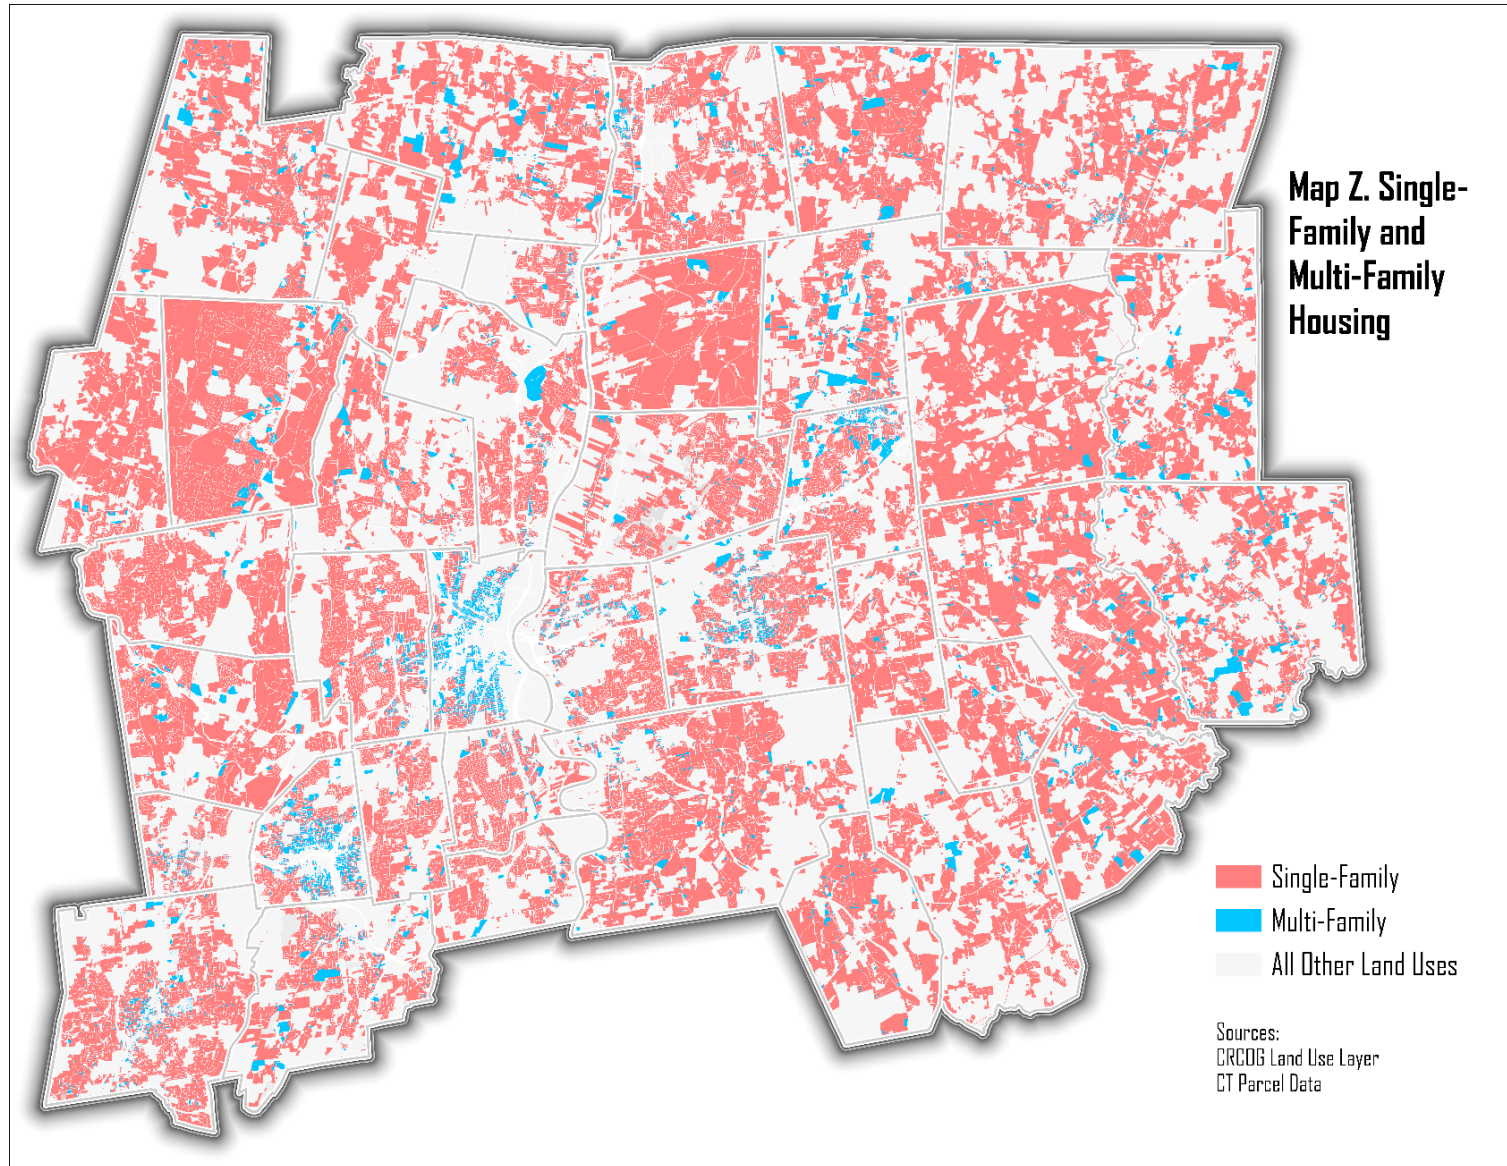 Map Z. Single-
Family and
Multi-Family
Housing
Single-Family
Multi-Family
All Other Land Uses
Sources:
CRCOG Land Use Layer
CT Parcel Data